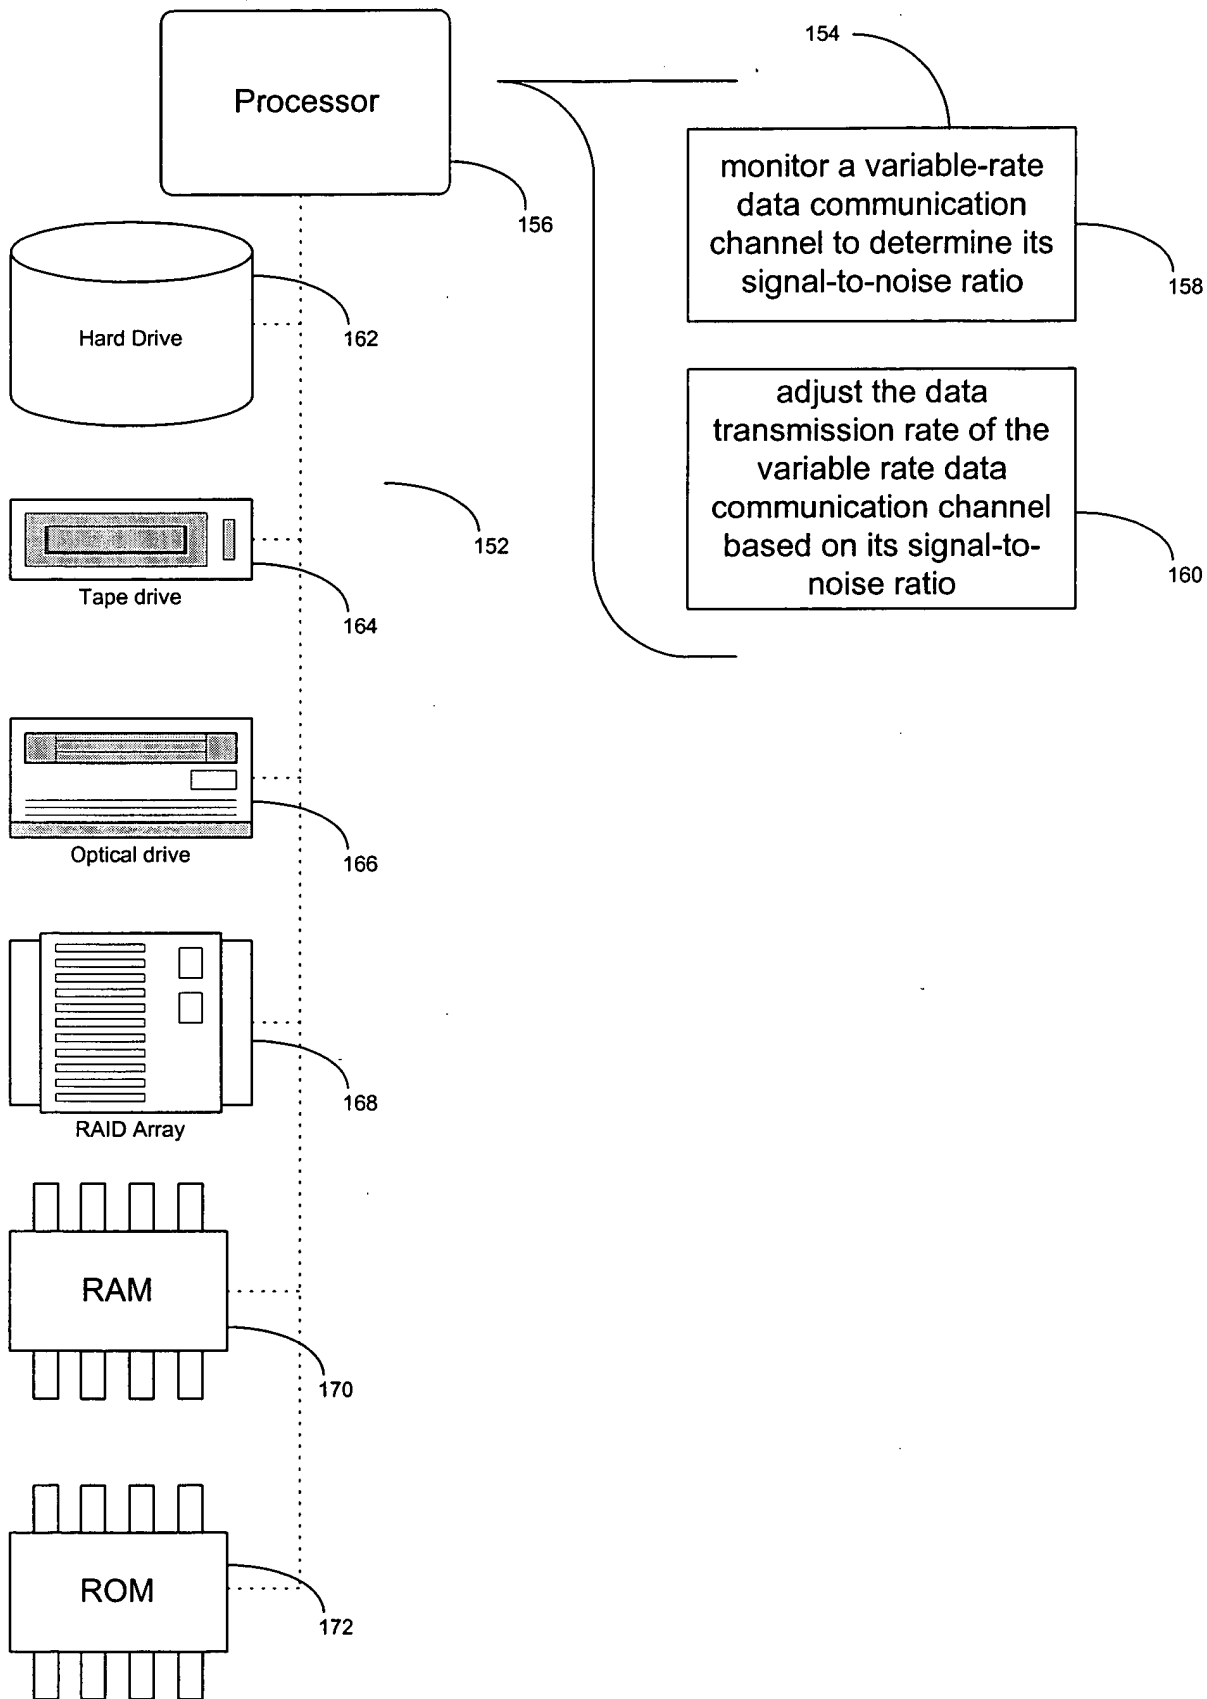 Processor
156
154
monitor a variable-rate
data communication
channel to determine its
signal-to-noise ratio
158
Hard Drive
162
adjust the data
transmission rate of the
variable rate data
communication channel
based on its signal-to-
noise ratio
160
152
Tape drive
164
Optical drive
166
RAID Array
168
RAM
170
ROM
172